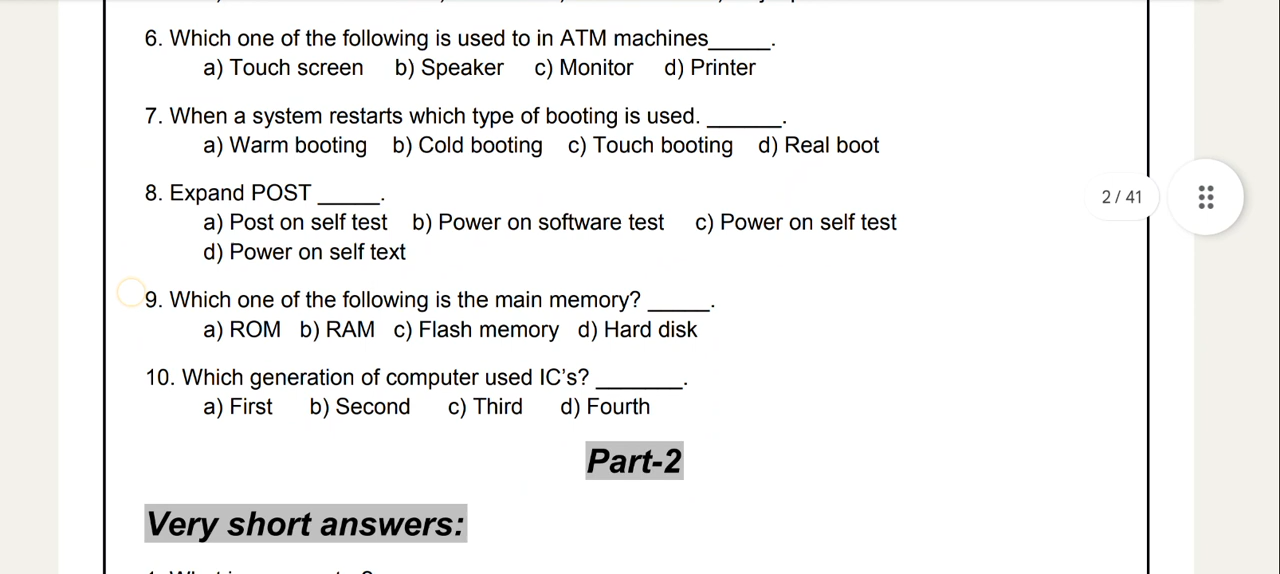 6. Which one of the following is used to in ATM machines_____.
a) Touch screen b) Speaker c) Monitor d) Printer
7. When a system restarts which type of booting is used. ______.
a) Warm booting b) Cold booting c) Touch booting d) Real boot
8. Expand POST _____.
a) Post on self test b) Power on software test c) Power on self test
d) Power on self text
2 / 41
9. Which one of the following is the main memory? _____.
a) ROM b) RAM c) Flash memory d) Hard disk
10. Which generation of computer used IC’s? _______.
a) First b) Second c) Third d) Fourth
Part-2
Very short answers: